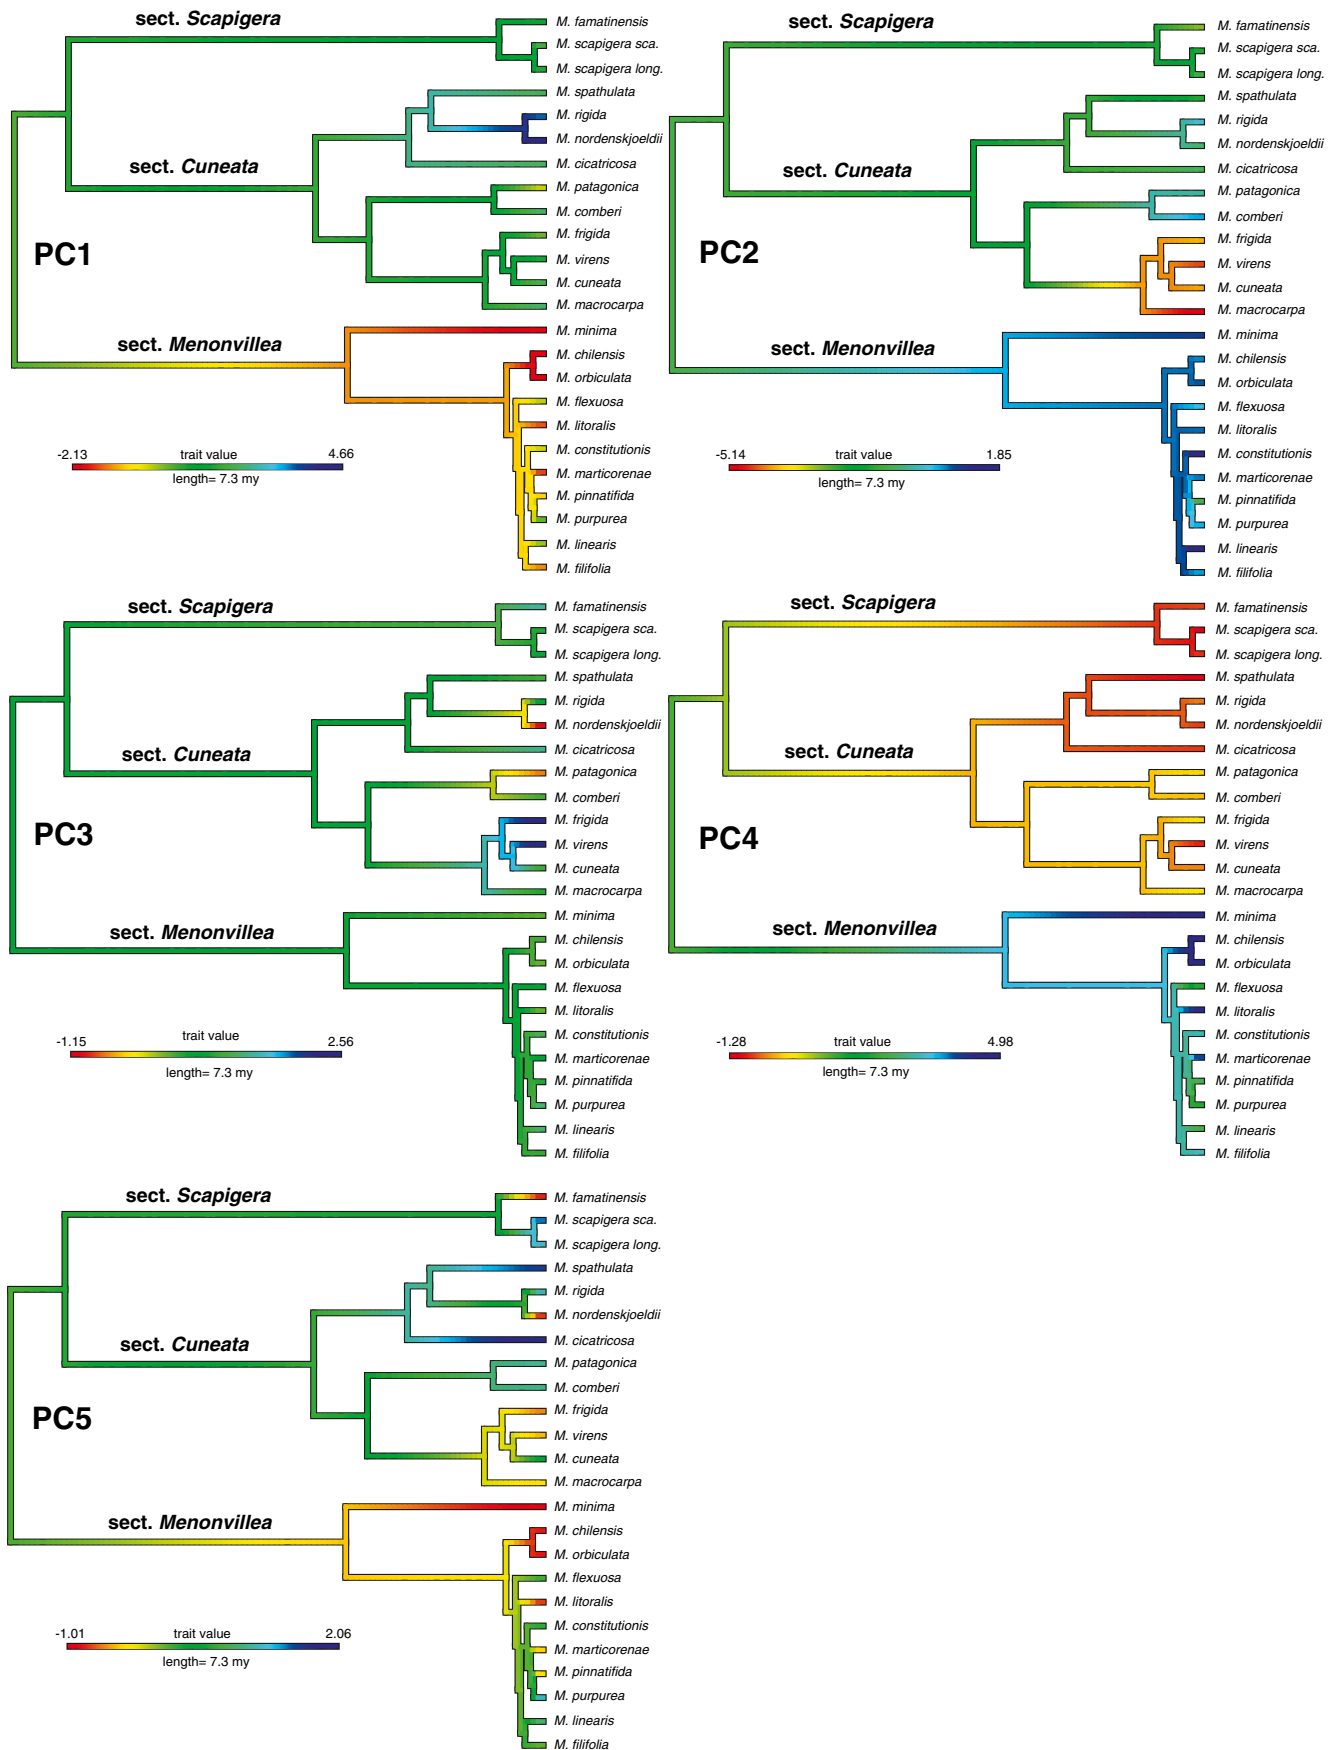 sect. Scapigera
M. famatinensis
M. scapigera sca.
M. scapigera long.
M. spathulata
M. rigida
M. nordenskjoeldii
sect. Cuneata
M. cicatricosa
M. patagonica
M. comberi
PC1
M. frigida
M. virens
M. cuneata
M. macrocarpa
M. minima
sect. Menonvillea
M. chilensis
M. orbiculata
M. flexuosa
M. litoralis
M. constitutionis
M. marticorenae
M. pinnatifida
M. purpurea
M. linearis
M. filifolia
-2.13 trait value 4.66
length= 7.3 my
sect. Scapigera
M. famatinensis
M. scapigera sca.
M. scapigera long.
M. spathulata
M. rigida
M. nordenskjoeldii
sect. Cuneata
M. cicatricosa
M. patagonica
M. comberi
PC2
M. frigida
M. virens
M. cuneata
M. macrocarpa
M. minima
sect. Menonvillea
M. chilensis
M. orbiculata
M. flexuosa
M. litoralis
M. constitutionis
M. marticorenae
M. pinnatifida
M. purpurea
M. linearis
M. filifolia
-5.14 trait value 1.85
length= 7.3 my
sect. Scapigera
M. famatinensis
M. scapigera sca.
M. scapigera long.
M. spathulata
M. rigida
M. nordenskjoeldii
sect. Cuneata
M. cicatricosa
M. patagonica
M. comberi
PC3
M. frigida
M. virens
M. cuneata
M. macrocarpa
M. minima
sect. Menonvillea
M. chilensis
M. orbiculata
M. flexuosa
M. litoralis
M. constitutionis
M. marticorenae
M. pinnatifida
M. purpurea
M. linearis
M. filifolia
-1.15 trait value 2.56
length= 7.3 my
sect. Scapigera
M. famatinensis
M. scapigera sca.
M. scapigera long.
M. spathulata
M. rigida
M. nordenskjoeldii
sect. Cuneata
M. cicatricosa
M. patagonica
M. comberi
PC4
M. frigida
M. virens
M. cuneata
M. macrocarpa
M. minima
sect. Menonvillea
M. chilensis
M. orbiculata
M. flexuosa
M. litoralis
M. constitutionis
M. marticorenae
M. pinnatifida
M. purpurea
M. linearis
M. filifolia
-1.28 trait value 4.98
length= 7.3 my
sect. Scapigera
M. famatinensis
M. scapigera sca.
M. scapigera long.
M. spathulata
M. rigida
M. nordenskjoeldii
sect. Cuneata
M. cicatricosa
M. patagonica
M. comberi
PC5
M. frigida
M. virens
M. cuneata
M. macrocarpa
M. minima
sect. Menonvillea
M. chilensis
M. orbiculata
M. flexuosa
M. litoralis
M. constitutionis
M. marticorenae
M. pinnatifida
M. purpurea
M. linearis
M. filifolia
-1.01 trait value 2.06
length= 7.3 my